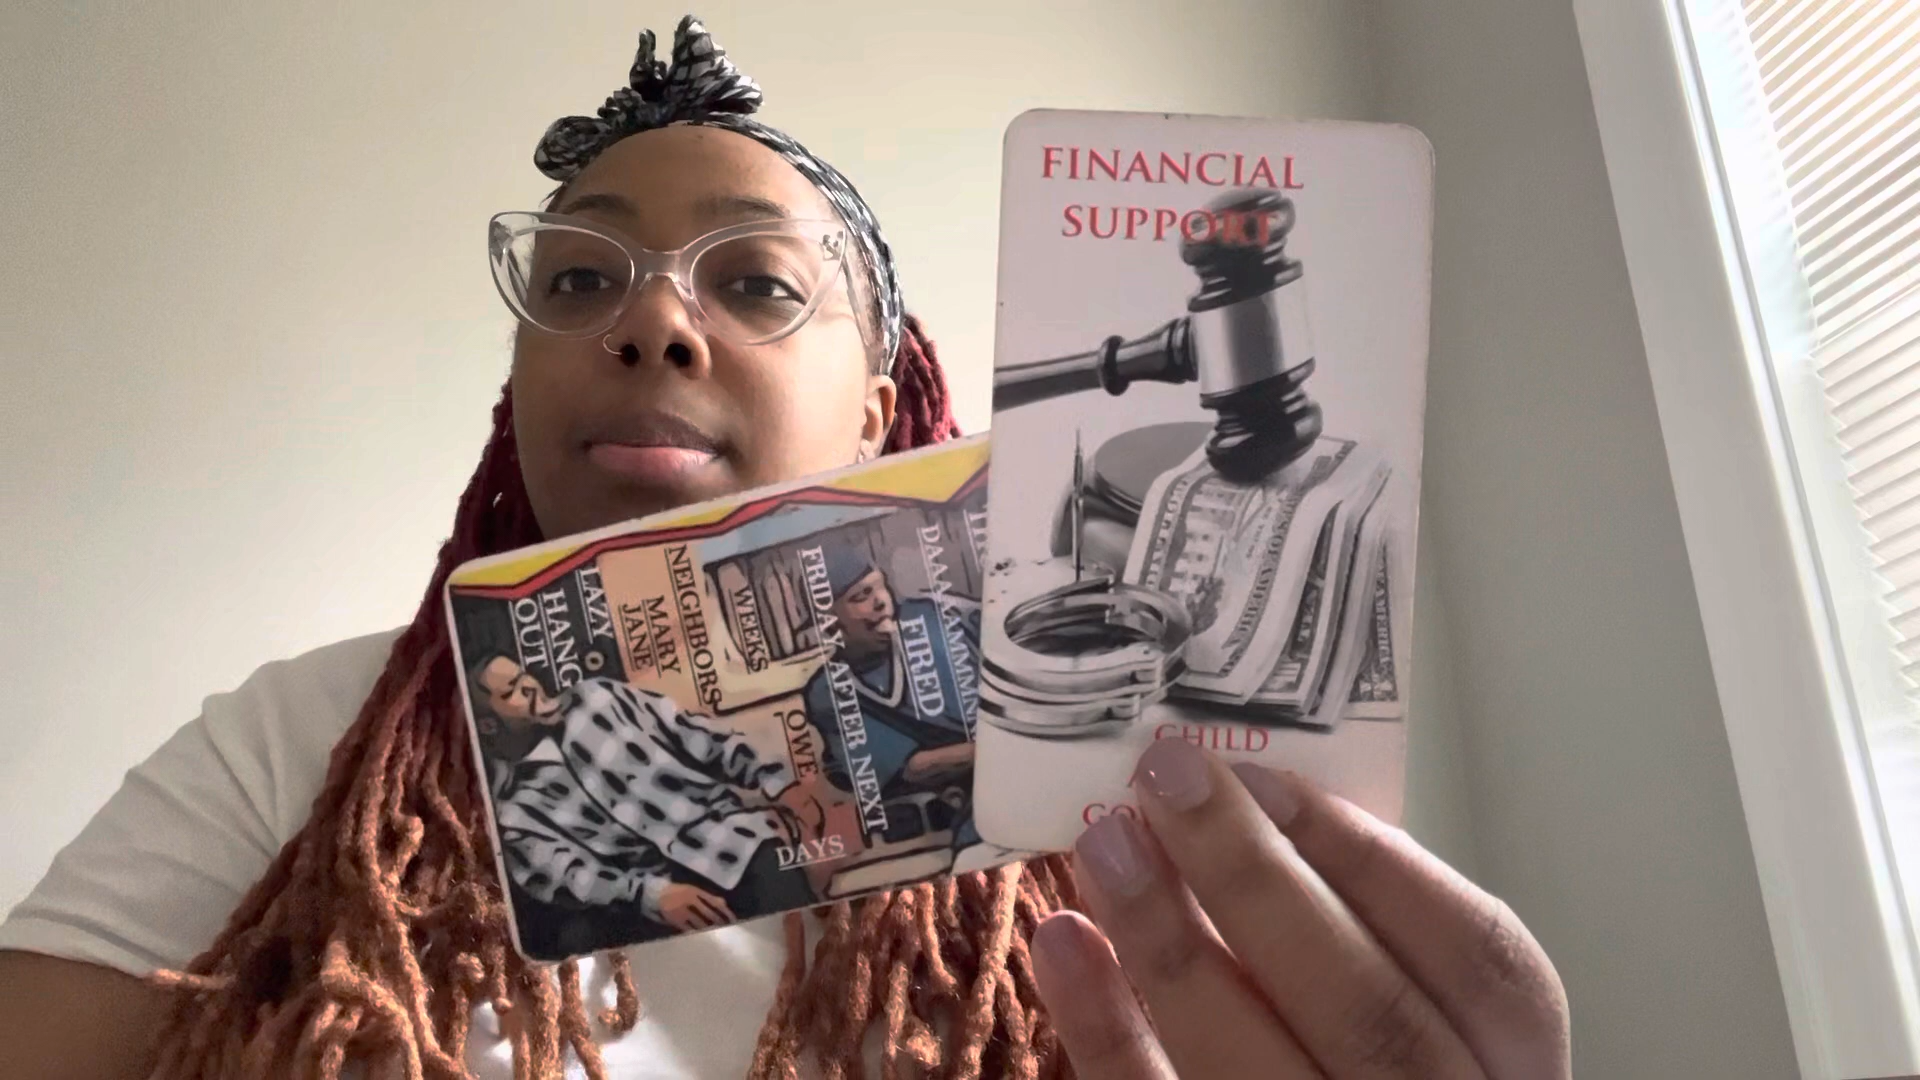 FINANCIAL
SUPPORT
CHILD
LAZY
HANG
OUT
NEIGHBORS
MARY
JANE
WEEKS
OWE
FRIDAY AFTER NEXT
FIRED
DAYS